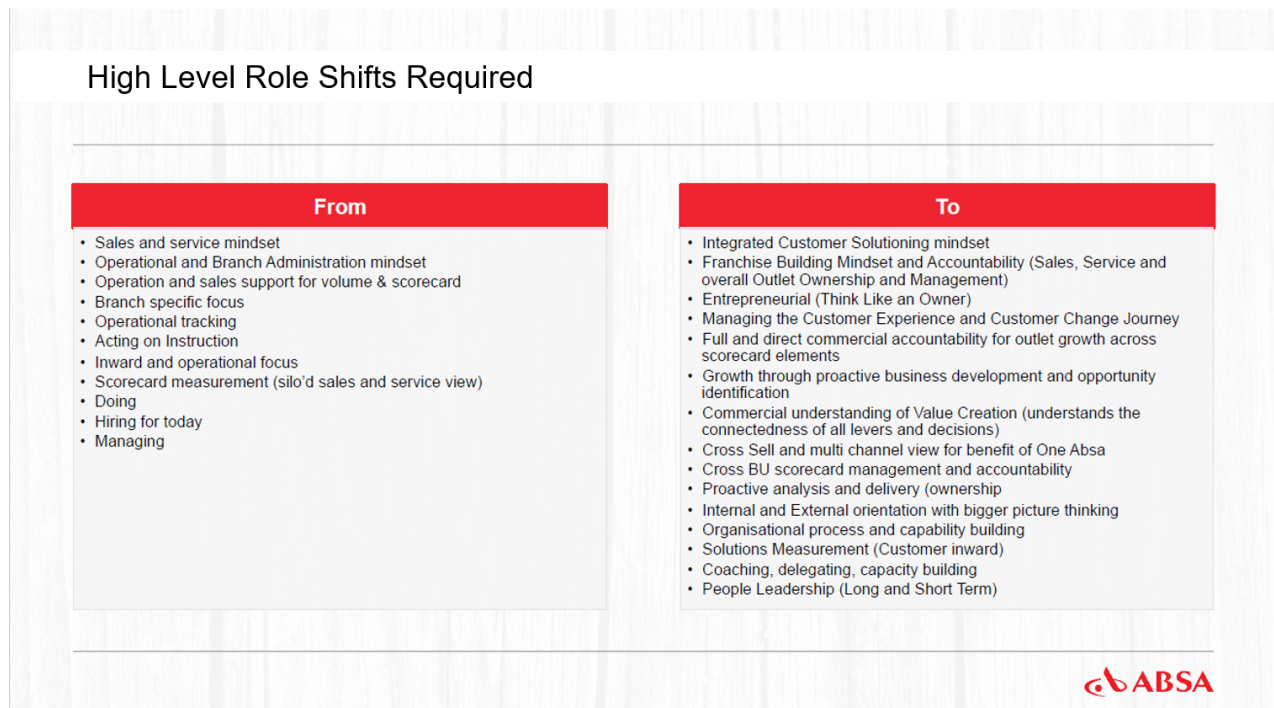 High Level Role Shifts Required
From
• Sales and service mindset
• Operational and Branch Administration mindset
• Operation and sales support for volume & scorecard
• Branch specific focus
• Operational tracking
• Acting on Instruction
• Inward and operational focus
• Scorecard measurement (silo’d sales and service view)
• Doing
• Hiring for today
• Managing
To
• Integrated Customer Solutioning mindset
• Franchise Building Mindset and Accountability (Sales, Service and
overall Outlet Ownership and Management)
• Entrepreneurial (Think Like an Owner)
• Managing the Customer Experience and Customer Change Journey
• Full and direct commercial accountability for outlet growth across
scorecard elements
• Growth through proactive business development and opportunity
identification
• Commercial understanding of Value Creation (understands the
connectedness of all levers and decisions)
• Cross Sell and multi channel view for benefit of One Absa
• Cross BU scorecard management and accountability
• Proactive analysis and delivery (ownership
• Internal and External orientation with bigger picture thinking
• Organisational process and capability building
• Solutions Measurement (Customer inward)
• Coaching, delegating, capacity building
• People Leadership (Long and Short Term)
ABSA